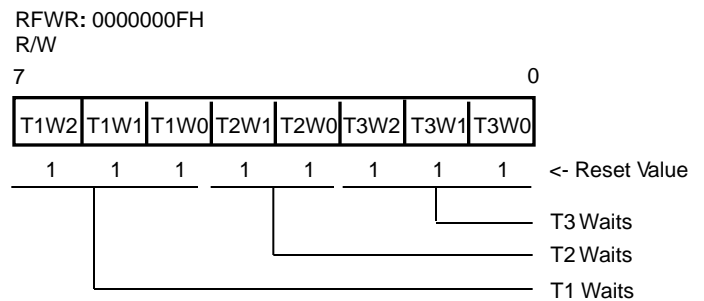 RFWR: 0000000FH
R/W
7 0
T1W2 T1W1 T1W0 T2W1 T2W0 T3W2 T3W1 T3W0
1 1 1 1 1 1 1 1 <- Reset Value
T3 Waits
T2 Waits
T1 Waits